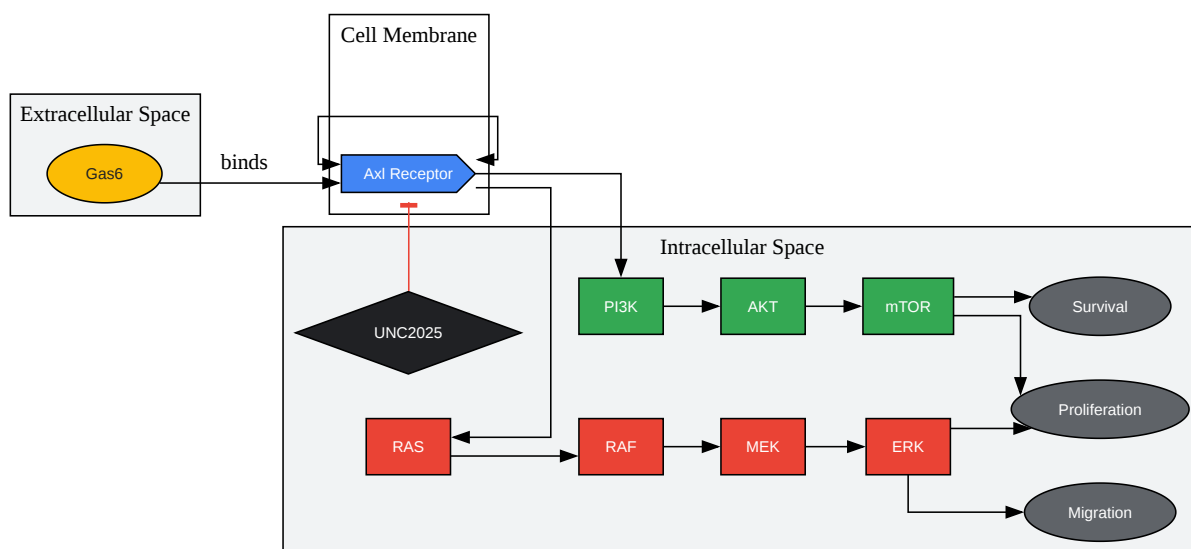 Cell Membrane
Extracellular Space
Gas6
binds
Axl Receptor
Intracellular Space
UNC2025
PI3K
AKT
mTOR
Survival
Proliferation
RAS
RAF
MEK
ERK
Migration